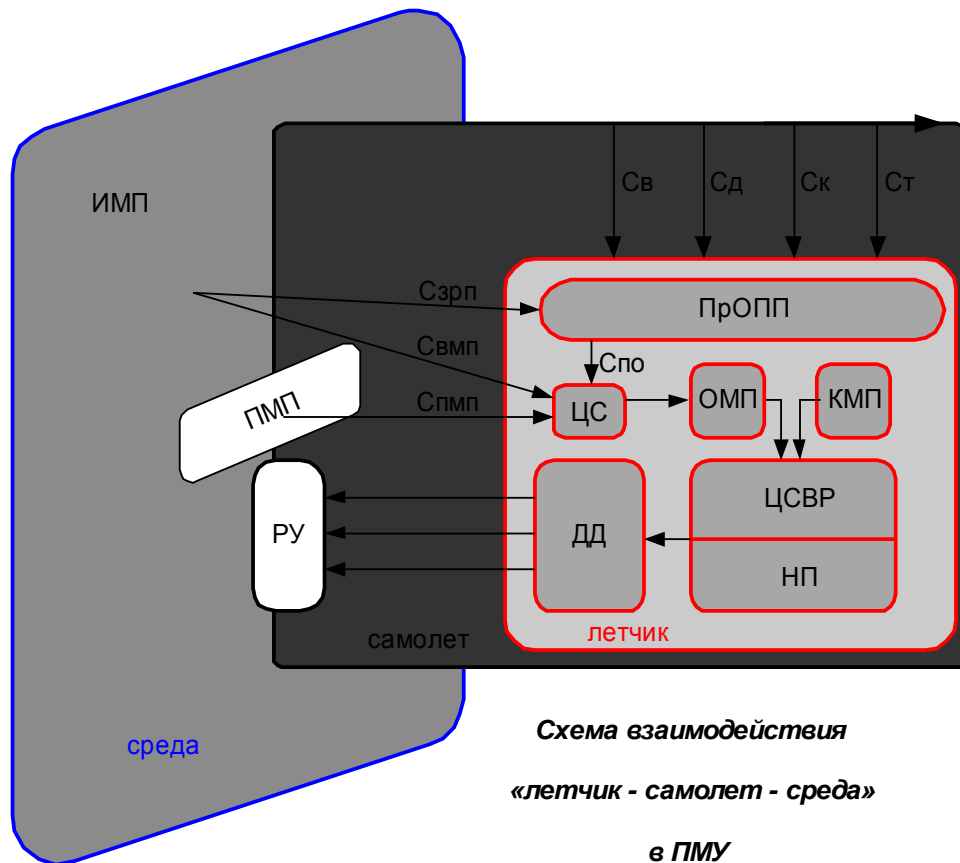 Св Сд Ск Ст
ИМП
Сзрп
ПрОПП
Свмп
Спо
ПМП
Спмп
ЦС
ОМП
КМП
РУ
ДД
ЦСВР
НП
самолет
летчик
среда
Схема взаимодействия
«летчик - самолет - среда»
в ПМУ